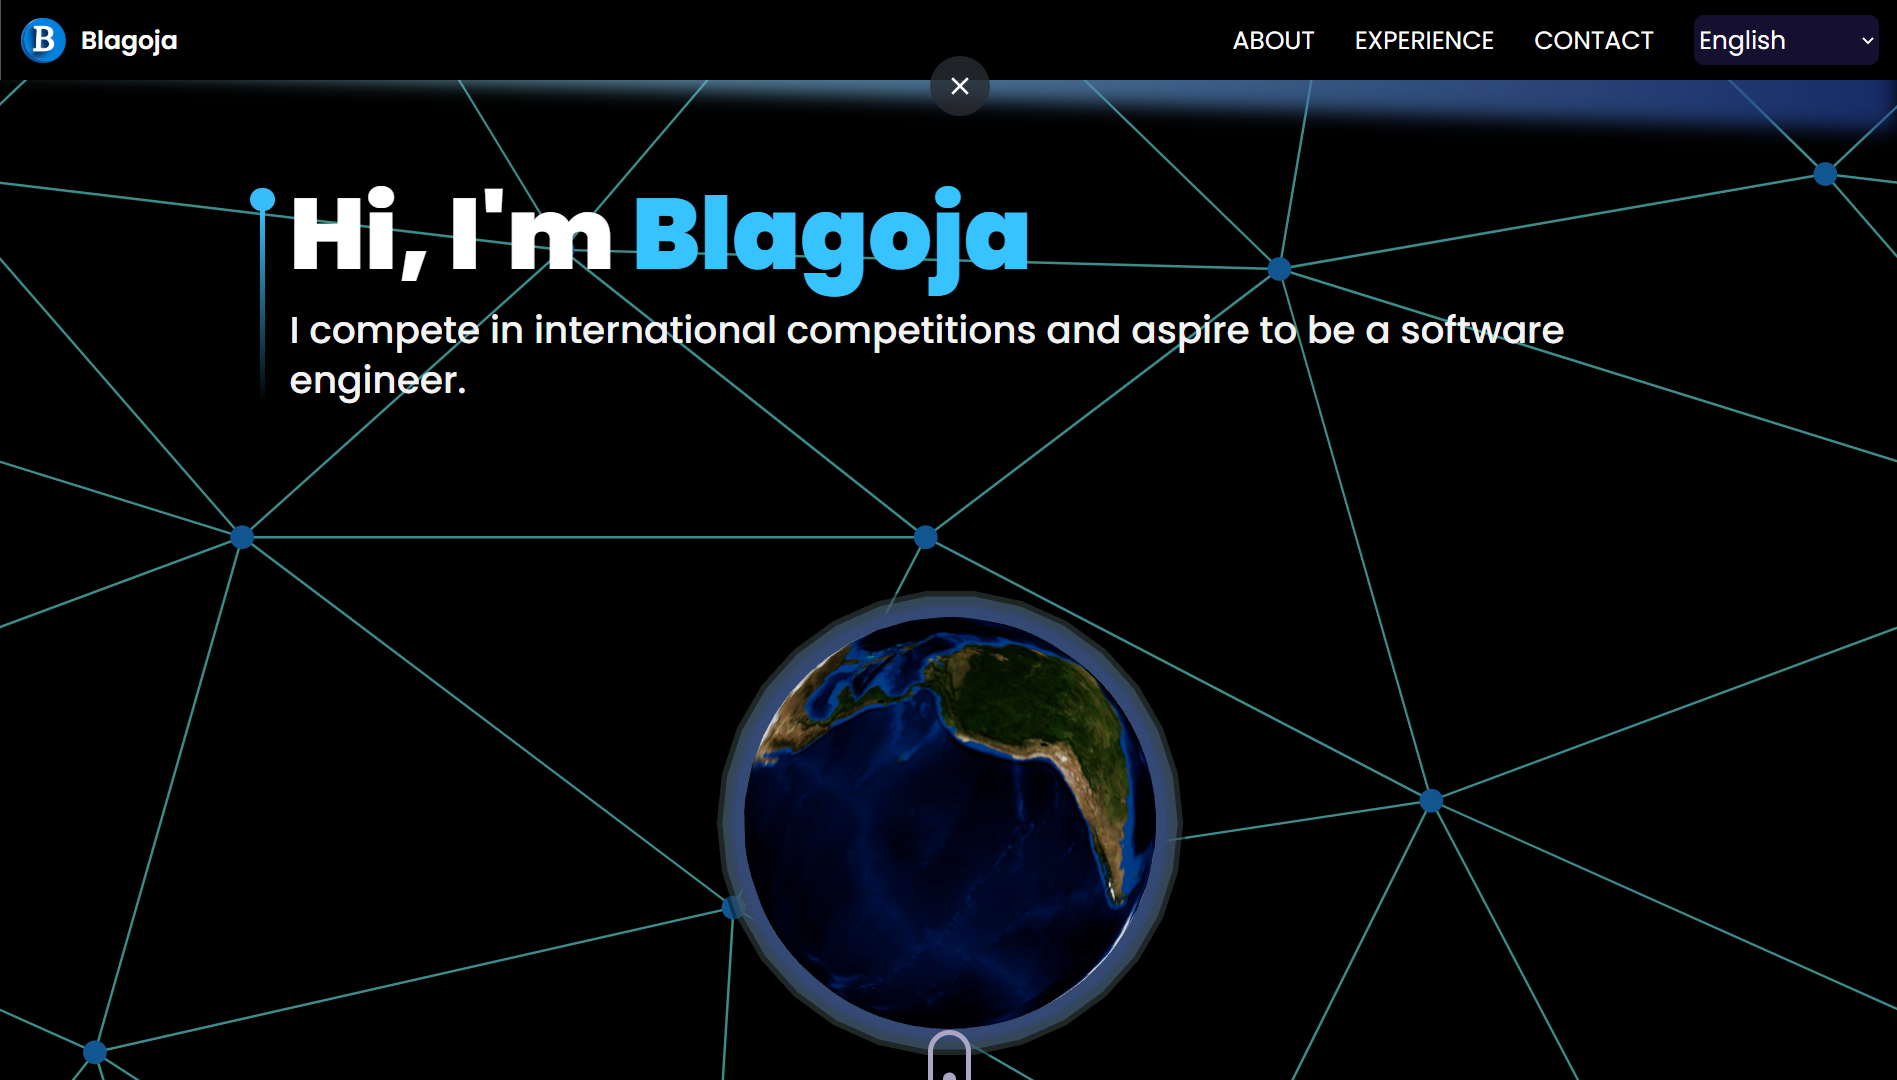 B Blagoja
ABOUT EXPERIENCE CONTACT English
Hi, I'm Blagoja
I compete in international competitions and aspire to be a software
engineer.